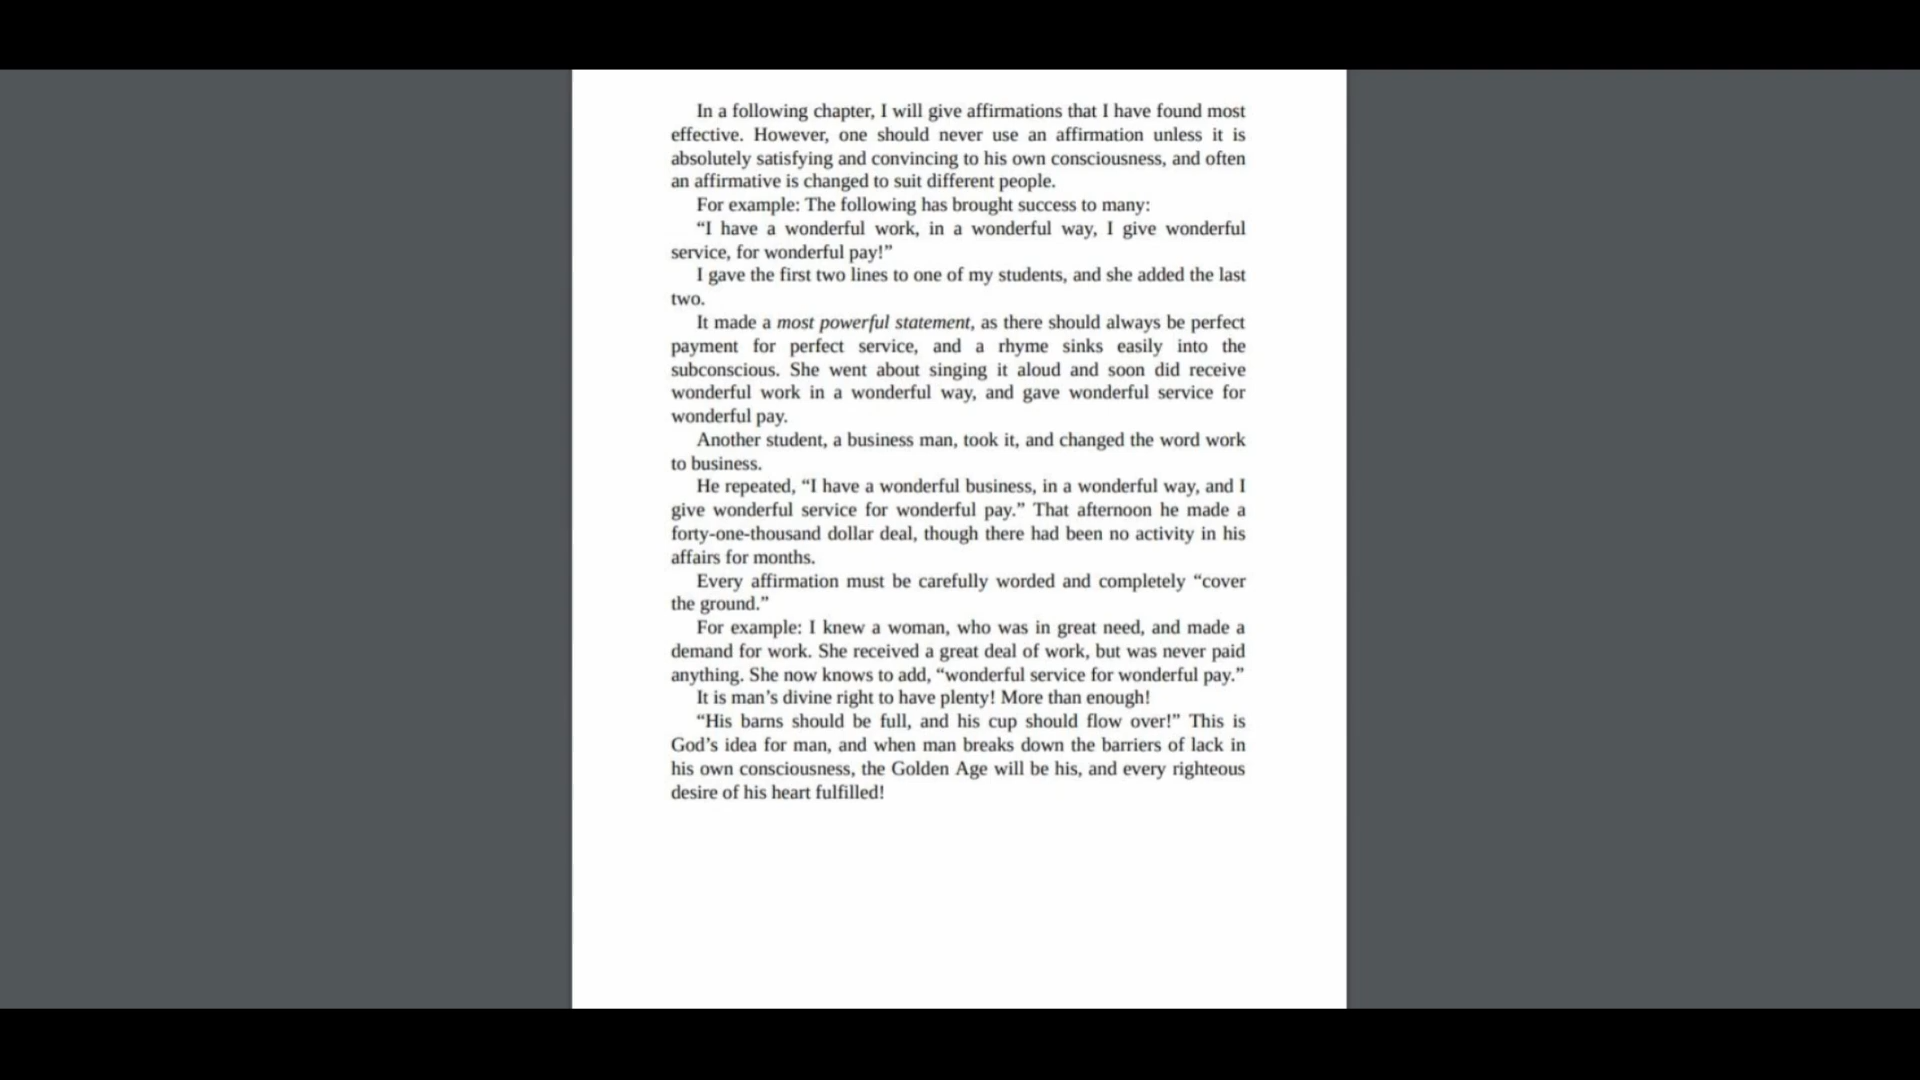 In a following chapter, I will give affirmations that I have found most
effective. However, one should never use an affirmation unless it is
absolutely satisfying and convincing to his own consciousness, and often
an affirmative is changed to suit different people.
For example: The following has brought success to many:
“I have a wonderful work, in a wonderful way, I give wonderful
service, for wonderful pay!”
I gave the first two lines to one of my students, and she added the last
two.
It made a most powerful statement, as there should always be perfect
payment for perfect service, and a rhyme sinks easily into the
subconscious. She went about singing it aloud and soon did receive
wonderful work in a wonderful way, and gave wonderful service for
wonderful pay.
Another student, a business man, took it, and changed the word work
to business.
He repeated, “I have a wonderful business, in a wonderful way, and I
give wonderful service for wonderful pay.” That afternoon he made a
forty-one-thousand dollar deal, though there had been no activity in his
affairs for months.
Every affirmation must be carefully worded and completely “cover
the ground.”
For example: I knew a woman, who was in great need, and made a
demand for work. She received a great deal of work, but was never paid
anything. She now knows to add, “wonderful service for wonderful pay.”
It is man’s divine right to have plenty! More than enough!
“His barns should be full, and his cup should flow over!” This is
God’s idea for man, and when man breaks down the barriers of lack in
his own consciousness, the Golden Age will be his, and every righteous
desire of his heart fulfilled!